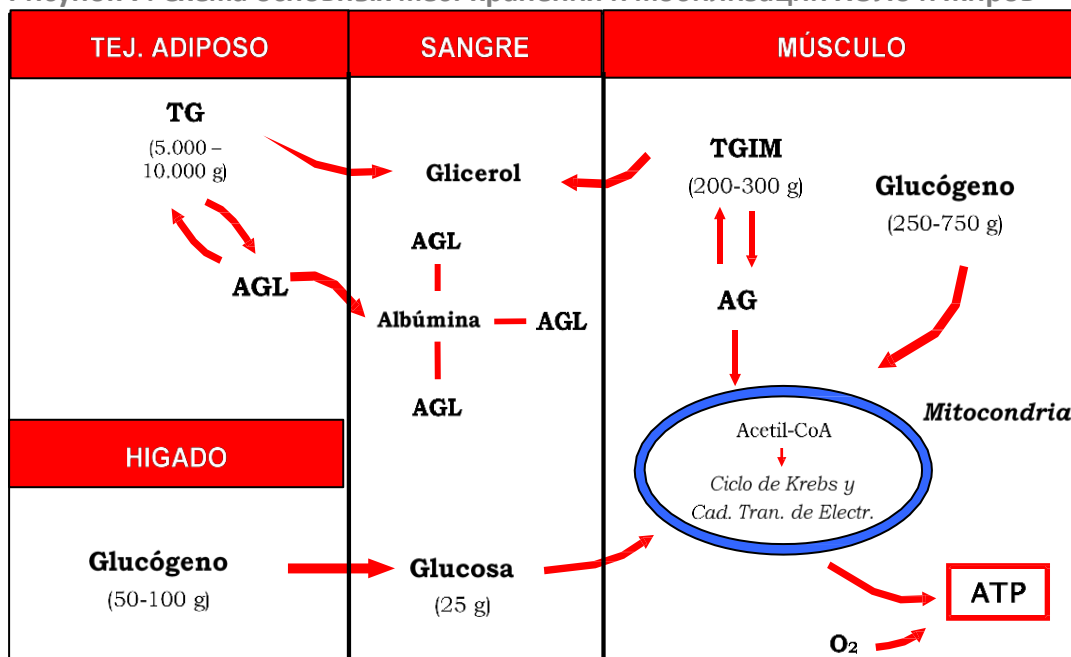 TEJ. ADIPOSO
SANGRE
MÚSCULO
TG
(5.000 –
10.000 g)
AGL
Glicerol
AGL
Albúmina
AGL
AGL
TGIM
(200-300 g)
Glucógeno
(250-750 g)
AG
Mitocondria
Acetil-CoA
Ciclo de Krebs y
Cad. Tran. de Electr.
HIGADO
Glucógeno
(50-100 g)
Glucosa
(25 g)
ATP
O₂